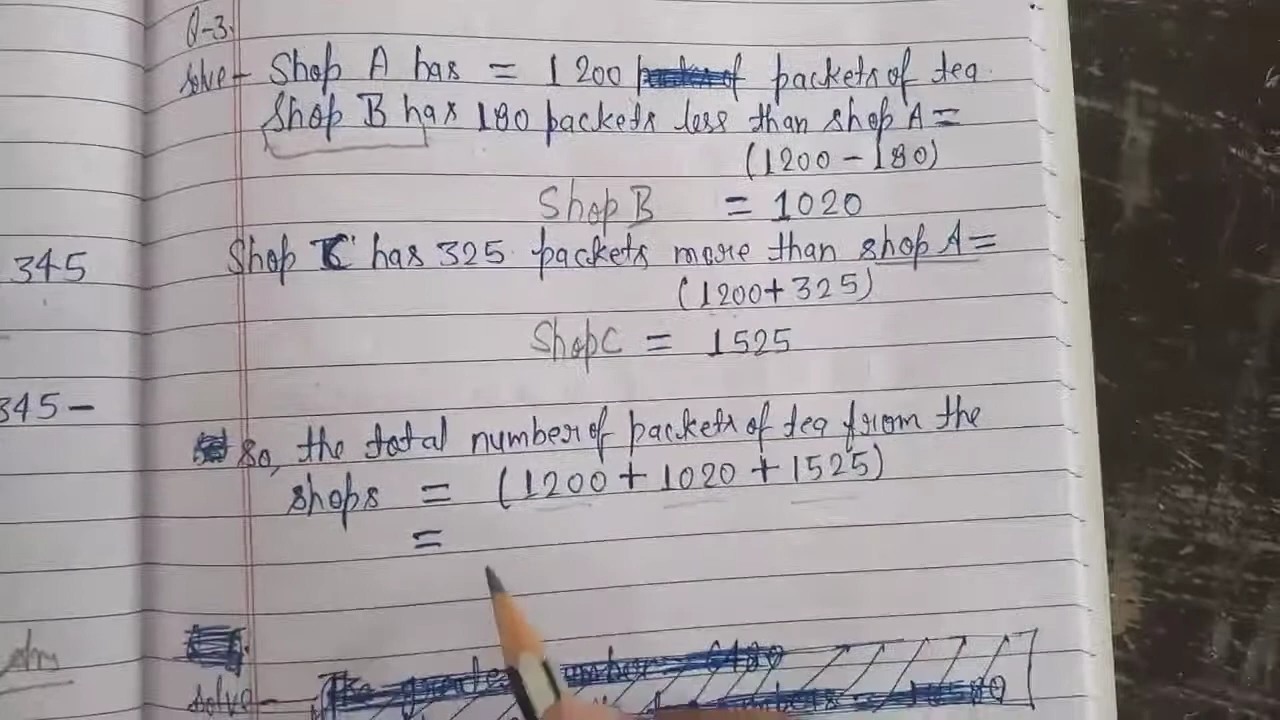 Q-3.
solve- Shop A has = 1200 packets of tea.
Shop B has 180 packets less than shop A =
(1200 - 180)
Shop B = 1020
Shop C has 325 packets more than shop A =
(1200 + 325)
Shop C = 1525
So, the total number of packets of tea from the
shops = (1200 + 1020 + 1525)
=
345
345 -
solve -